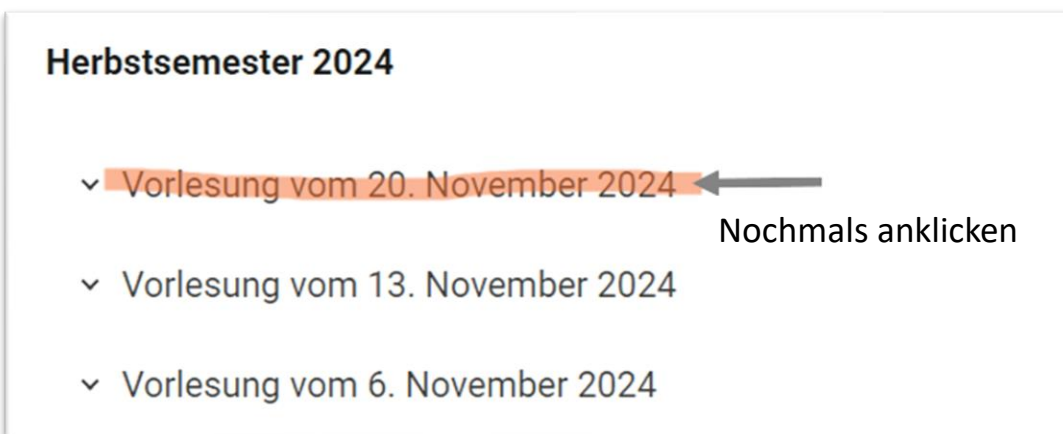 Herbstsemester 2024
Vorlesung vom 20. November 2024
Nochmals anklicken
Vorlesung vom 13. November 2024
Vorlesung vom 6. November 2024